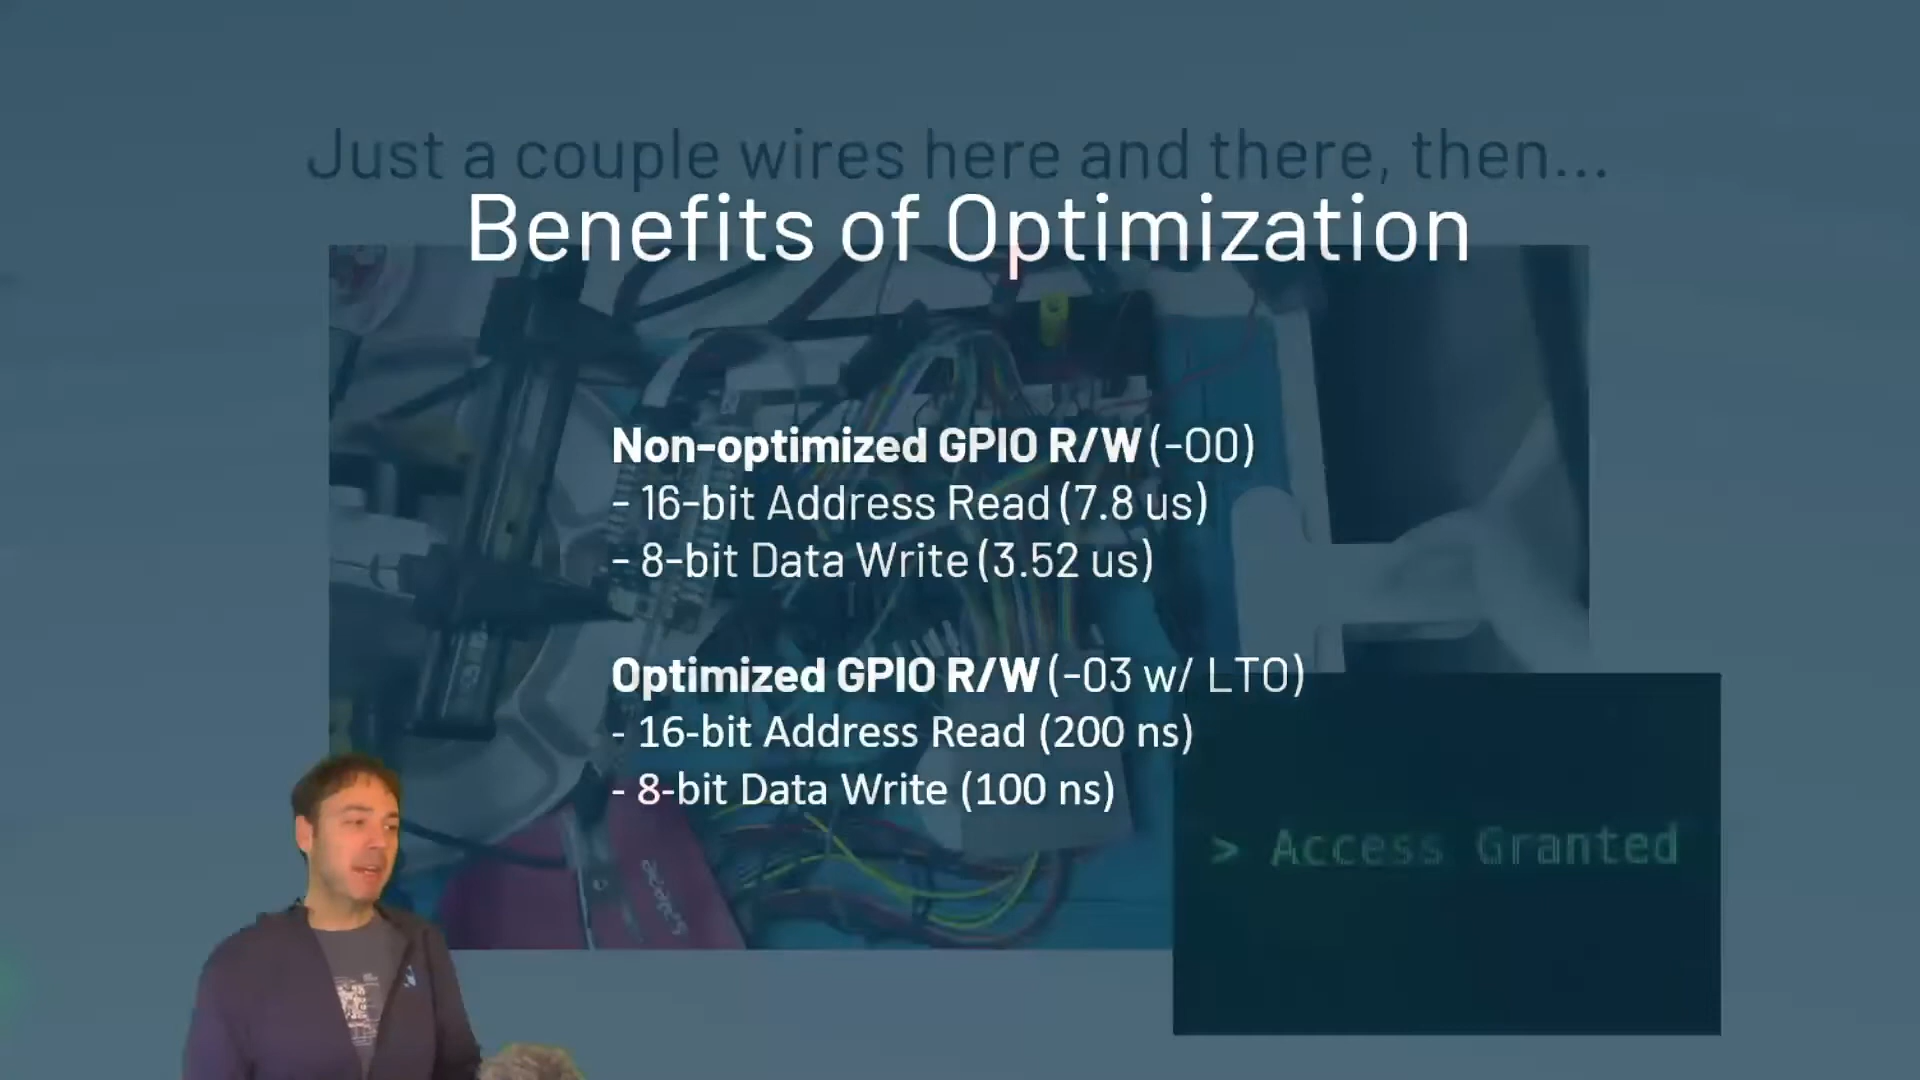 Just a couple wires here and there, then...
Benefits of Optimization
Non-optimized GPIO R/W (-O0)
- 16-bit Address Read (7.8 us)
- 8-bit Data Write (3.52 us)
Optimized GPIO R/W (-O3 w/ LTO)
- 16-bit Address Read (200 ns)
- 8-bit Data Write (100 ns)
> Access Granted